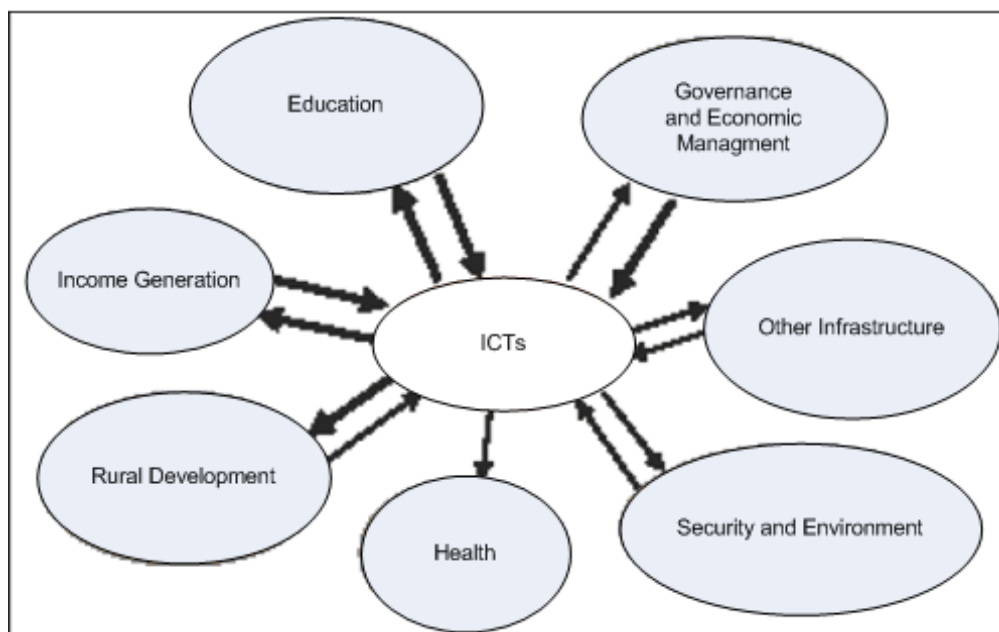 Education
Governance
and Economic
Managment
Income Generation
ICTs
Other Infrastructure
Rural Development
Health
Security and Environment